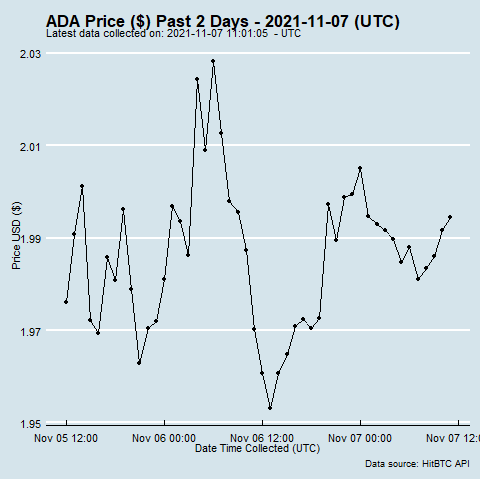 ADA Price ($) Past 2 Days - 2021-11-07 (UTC)
Latest data collected on: 2021-11-07 11:01:05  - UTC
2.03
2.01
1.99
1.97
1.95
Price USD ($)
Nov 05 12:00 Nov 06 00:00 Nov 06 12:00 Nov 07 00:00 Nov 07 12:
Date Time Collected (UTC)
Data source: HitBTC API